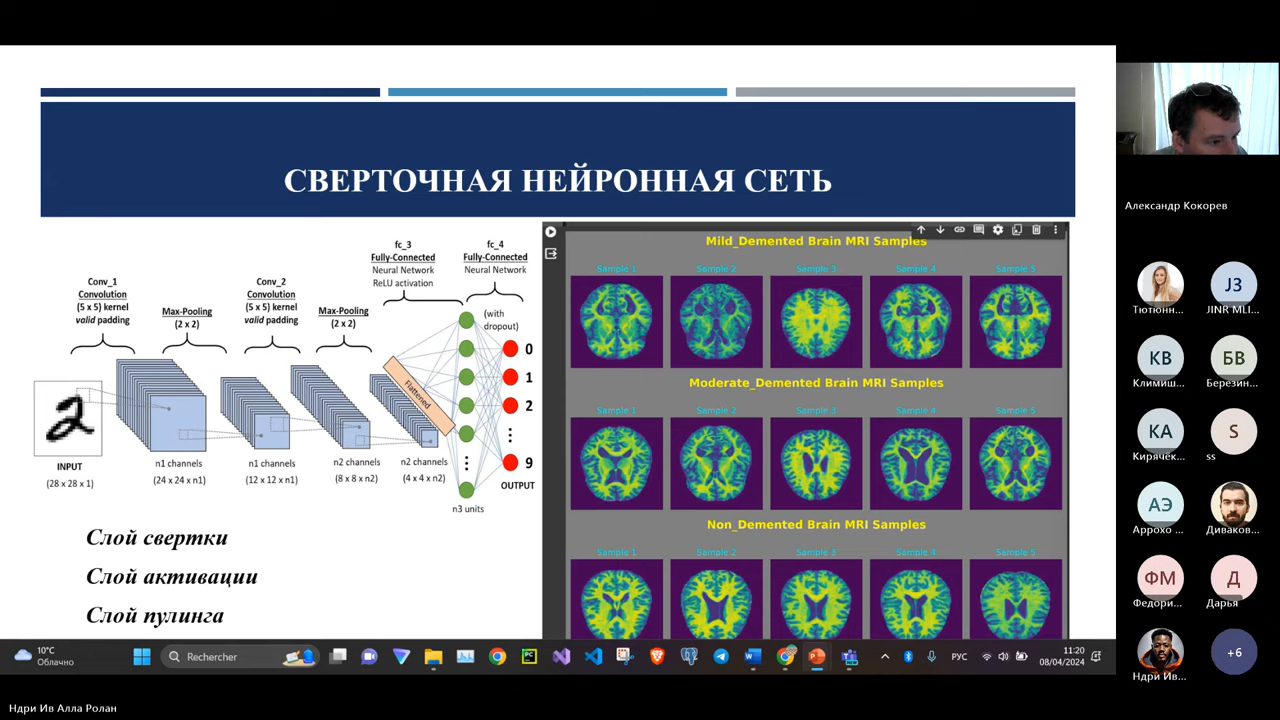 СВЕРТОЧНАЯ НЕЙРОННАЯ СЕТЬ
Conv_1
Convolution
(5 x 5) kernel
valid padding
Max-Pooling
(2 x 2)
Conv_2
Convolution
(5 x 5) kernel
valid padding
Max-Pooling
(2 x 2)
fc_3
Fully-Connected
Neural Network
ReLU activation
fc_4
Fully-Connected
Neural Network
(with
dropout)
Flattened
0
1
2
9
INPUT
(28 x 28 x 1)
n1 channels
(24 x 24 x n1)
n1 channels
(12 x 12 x n1)
n2 channels
(8 x 8 x n2)
n2 channels
(4 x 4 x n2)
OUTPUT
n3 units
Слой свертки
Слой активации
Слой пулинга
Mild_Demented Brain MRI Samples
Sample 1 Sample 2 Sample 3 Sample 4 Sample 5
Moderate_Demented Brain MRI Samples
Sample 1 Sample 2 Sample 3 Sample 4 Sample 5
Non_Demented Brain MRI Samples
Sample 1 Sample 2 Sample 3 Sample 4 Sample 5
10°C
Облачно
Rechercher
РУС
11:20
08/04/2024
Ндри Ив Алла Ролан
Александр Кокорев
Тютюнн...
JЗ
JINR MLI...
КВ
Климиш...
БВ
Березин...
КА
Кирячёк...
S
ss
АЭ
Аррохо ...
Диваков...
ФМ
Федори...
Д
Дарья
Ндри Ив...
+6